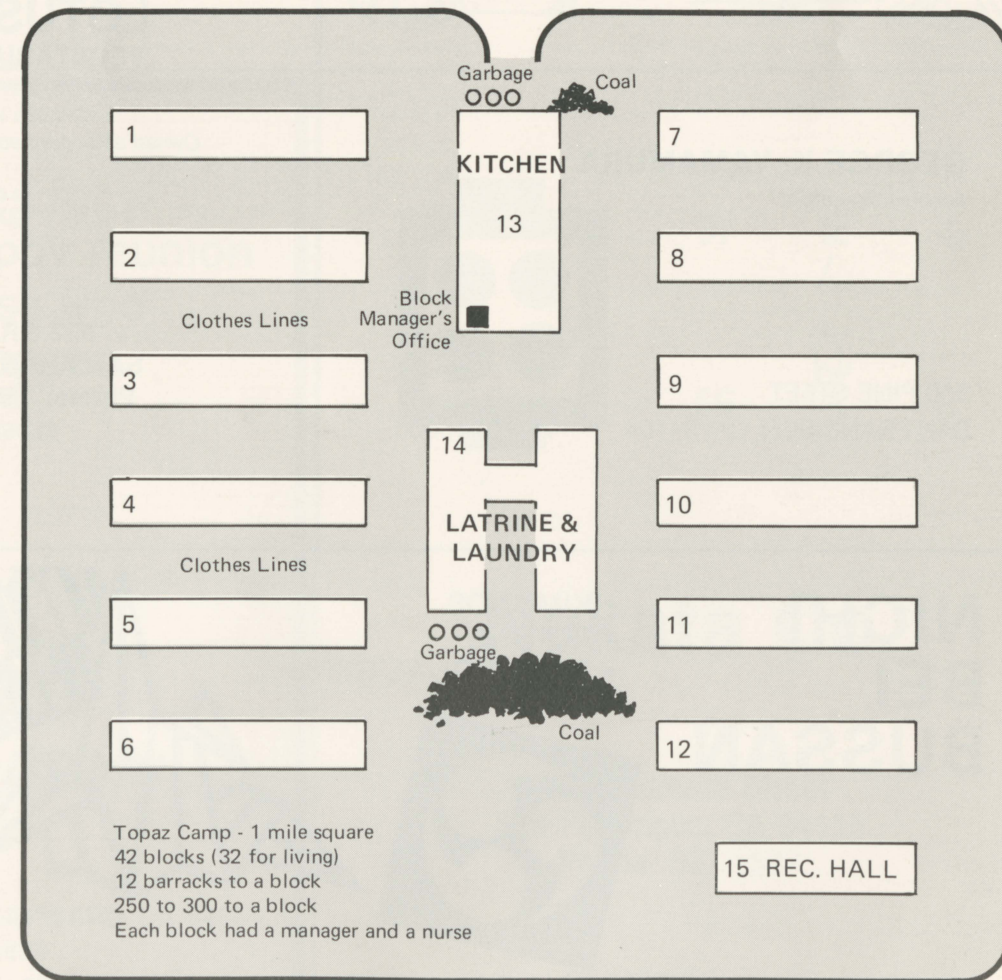 Garbage
Coal
1
KITCHEN
7
13
2
8
Clothes Lines
Block
Manager's
Office
3
9
14
4
10
LATRINE &
LAUNDRY
Clothes Lines
5
11
Garbage
Coal
6
12
Topaz Camp - 1 mile square
42 blocks (32 for living)
12 barracks to a block
250 to 300 to a block
Each block had a manager and a nurse
15 REC. HALL